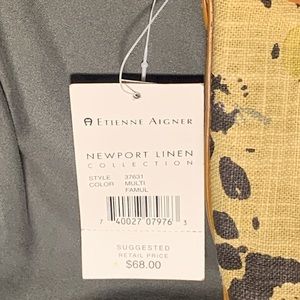 ETIENNE AIGNER
NEWPORT LINEN
COLLECTION
STYLE 37631
COLOR MULTI
FAMUL
7 40027 07976 3
SUGGESTED
RETAIL PRICE
$68.00